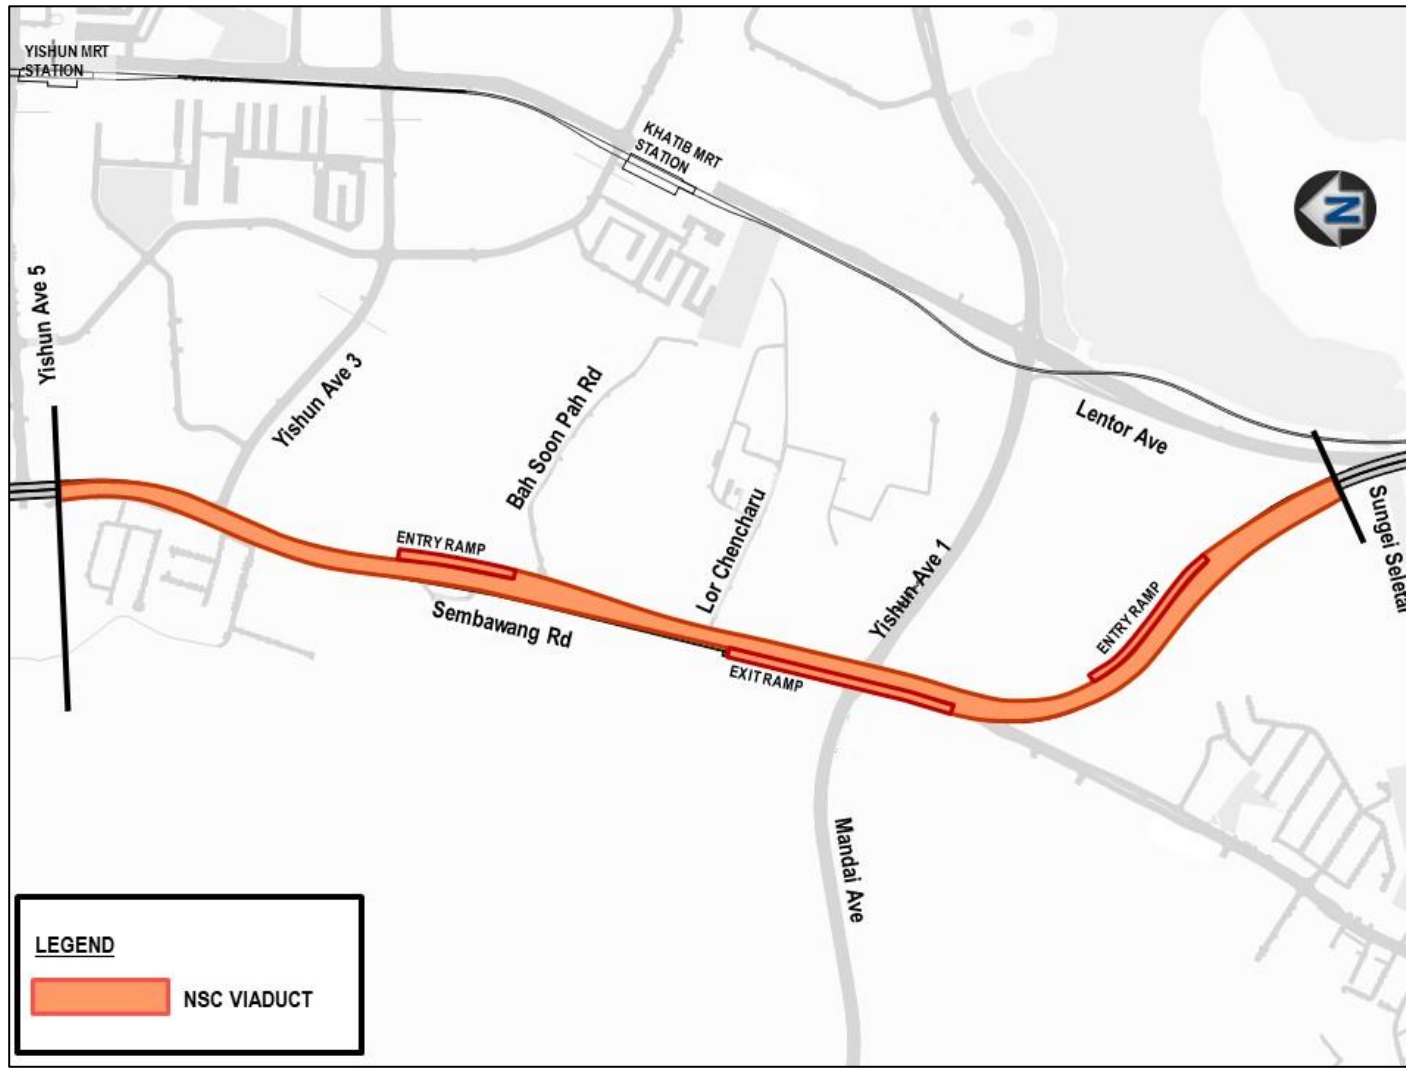 YISHUN MRT
STATION
KHATIB MRT
STATION
N
Yishun Ave 5
Yishun Ave 3
Bah Soon Pah Rd
Lentor Ave
Sungei Seletar
Lor Chencharu
ENTRY RAMP
Yishun Ave 1
ENTRY RAMP
Sembawang Rd
EXIT RAMP
Mandai Ave
LEGEND
NSC VIADUCT